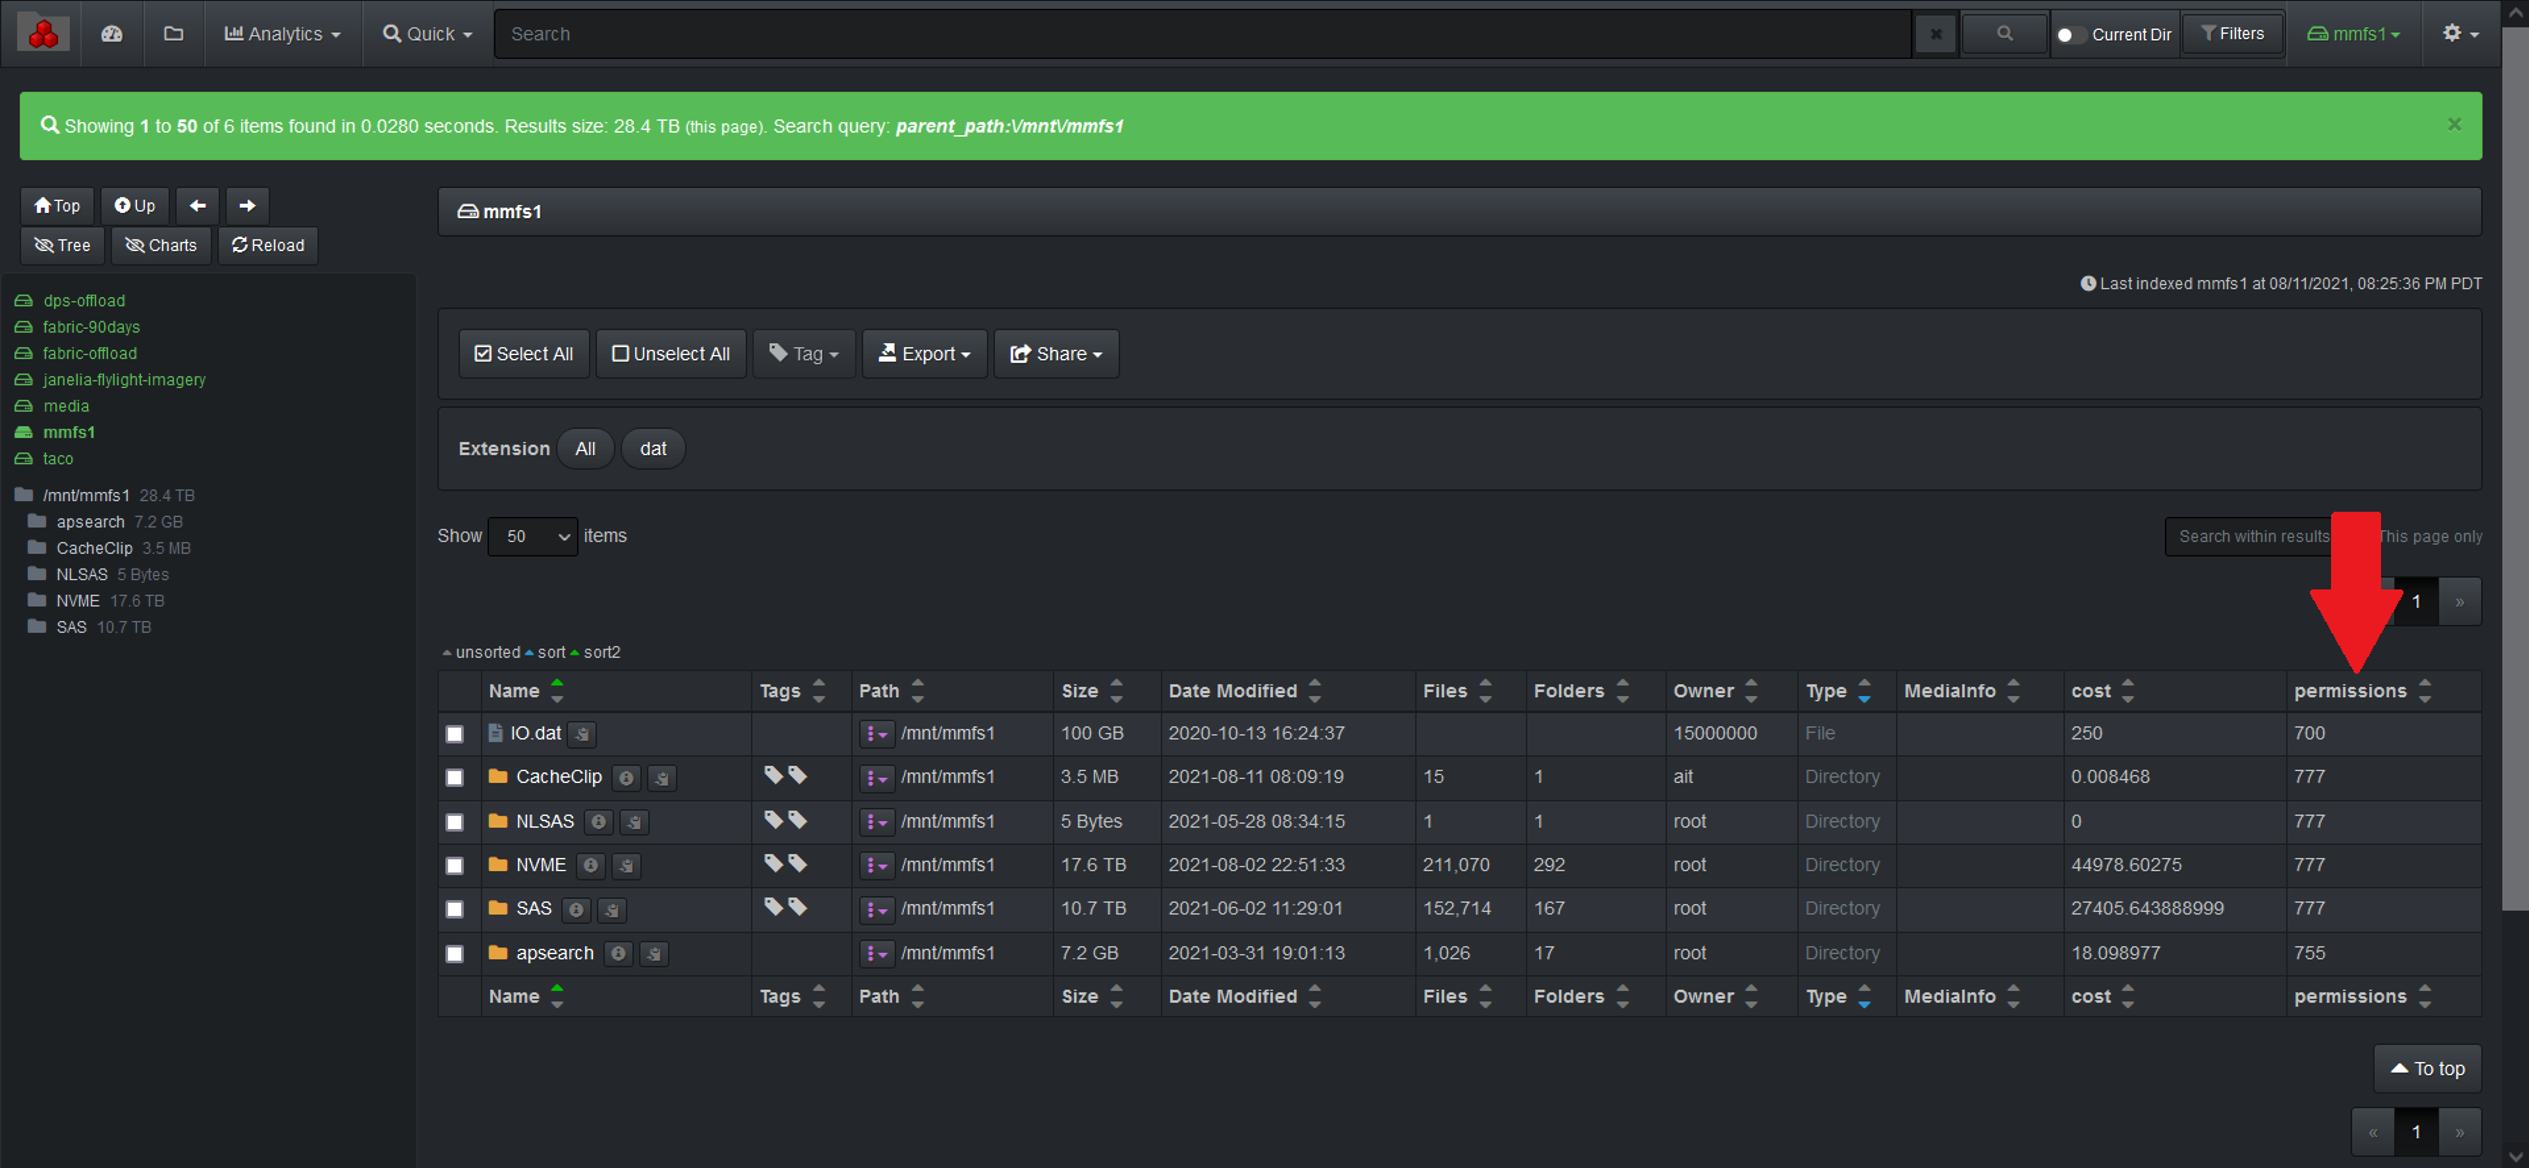 Analytics Quick Search Current Dir Filters mmfs1
Showing 1 to 50 of 6 items found in 0.0280 seconds. Results size: 28.4 TB (this page). Search query: parent_path:\/mnt\/mmfs1
×
Top Up
mmfs1
Tree Charts Reload
Last indexed mmfs1 at 08/11/2021, 08:25:36 PM PDT
dps-offload
fabric-90days
fabric-offload
janelia-flylight-imagery
media
mmfs1
taco
/mnt/mmfs1 28.4 TB
apsearch 7.2 GB
CacheClip 3.5 MB
NLSAS 5 Bytes
NVME 17.6 TB
SAS 10.7 TB
Select All Unselect All Tag Export Share
Extension All dat
Show 50 items
Search within results This page only
1 »
unsorted sort sort2
Name Tags Path Size Date Modified Files Folders Owner Type MediaInfo cost permissions
IO.dat /mnt/mmfs1 100 GB 2020-10-13 16:24:37 15000000 File 250 700
CacheClip /mnt/mmfs1 3.5 MB 2021-08-11 08:09:19 15 1 ait Directory 0.008468 777
NLSAS /mnt/mmfs1 5 Bytes 2021-05-28 08:34:15 1 1 root Directory 0 777
NVME /mnt/mmfs1 17.6 TB 2021-08-02 22:51:33 211,070 292 root Directory 44978.60275 777
SAS /mnt/mmfs1 10.7 TB 2021-06-02 11:29:01 152,714 167 root Directory 27405.643888999 777
apsearch /mnt/mmfs1 7.2 GB 2021-03-31 19:01:13 1,026 17 root Directory 18.098977 755
Name Tags Path Size Date Modified Files Folders Owner Type MediaInfo cost permissions
To top
« 1 »